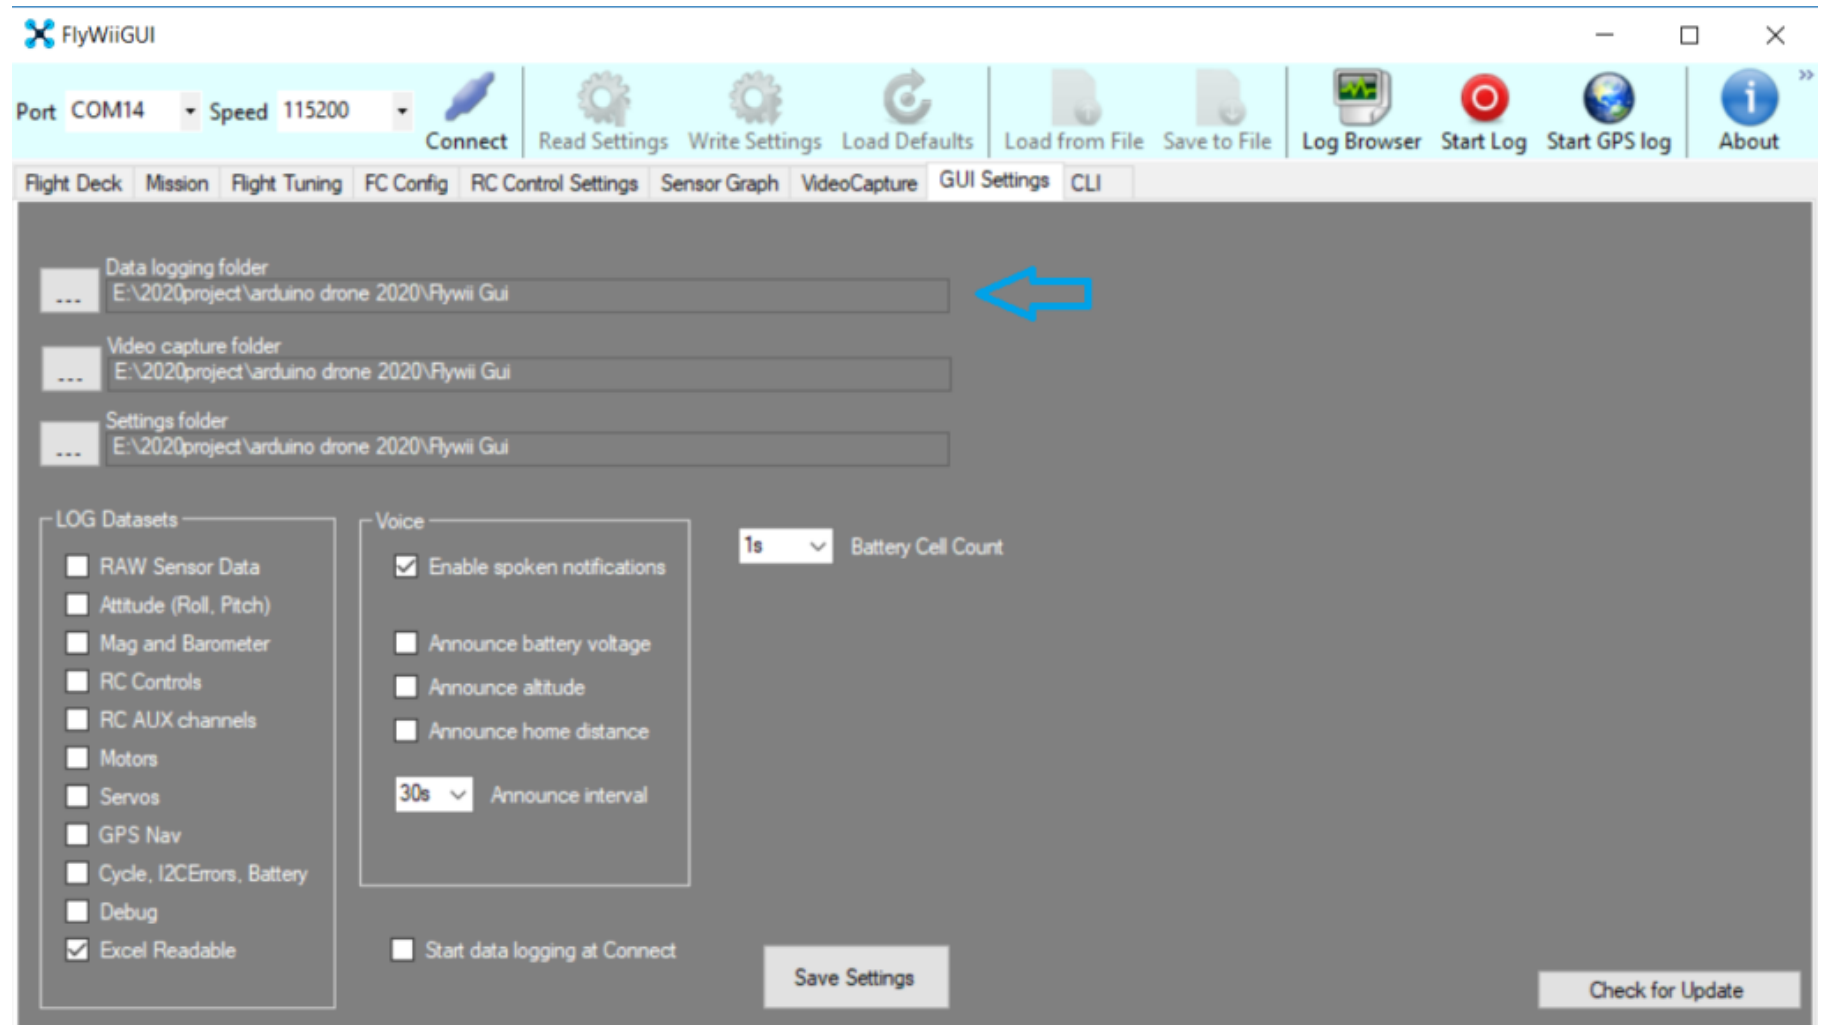 FlyWiiGUI
Port COM14 Speed 115200 Connect Read Settings Write Settings Load Defaults Load from File Save to File Log Browser Start Log Start GPS log About
Flight Deck Mission Flight Tuning FC Config RC Control Settings Sensor Graph VideoCapture GUI Settings CLI
Data logging folder
... E:\2020project\arduino drone 2020\Flywii Gui
Video capture folder
... E:\2020project\arduino drone 2020\Flywii Gui
Settings folder
... E:\2020project\arduino drone 2020\Flywii Gui
LOG Datasets
RAW Sensor Data
Attitude (Roll, Pitch)
Mag and Barometer
RC Controls
RC AUX channels
Motors
Servos
GPS Nav
Cycle, I2CErrors, Battery
Debug
Excel Readable
Voice
Enable spoken notifications
Announce battery voltage
Announce altitude
Announce home distance
30s Announce interval
Start data logging at Connect
1s Battery Cell Count
Save Settings
Check for Update